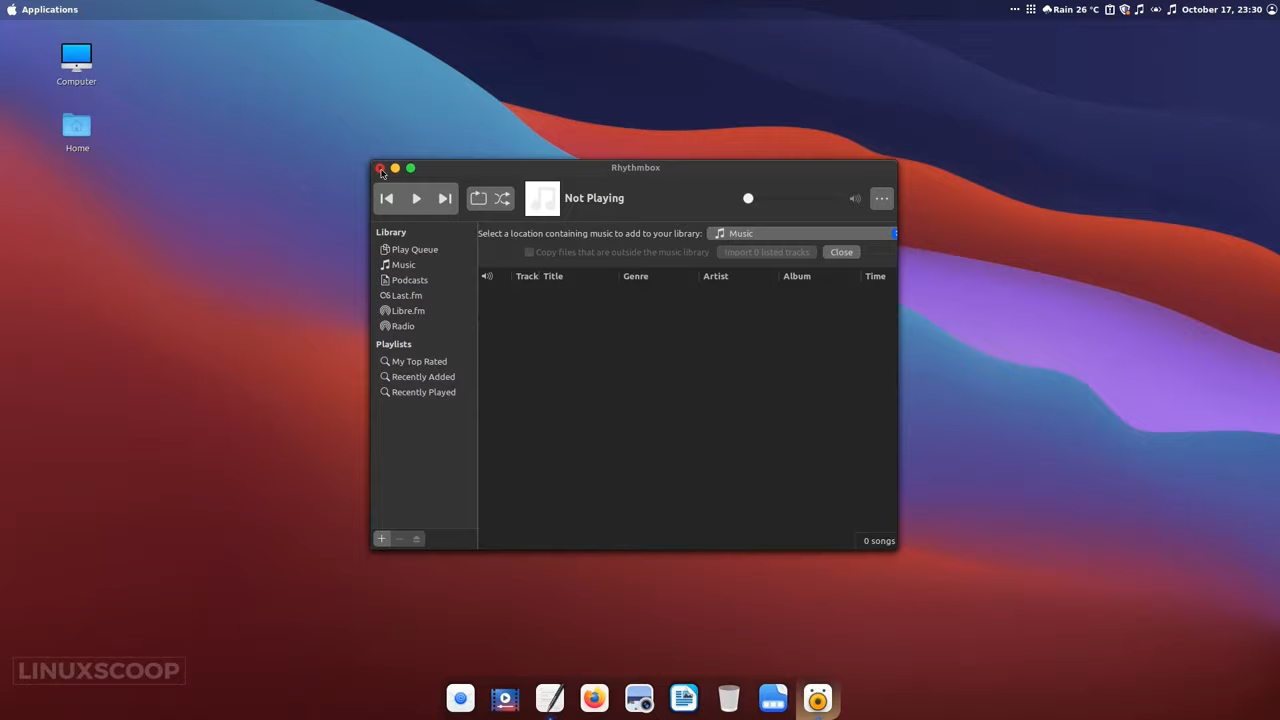 Applications
Rain 26 °C
October 17, 23:30
Computer
Home
Rhythmbox
Not Playing
Library
Play Queue
Music
Podcasts
Last.fm
Libre.fm
Radio
Playlists
My Top Rated
Recently Added
Recently Played
Select a location containing music to add to your library:
Music
Copy files that are outside the music library
Import 0 listed tracks
Close
Track Title Genre Artist Album Time
0 songs
LINUXSCOOP